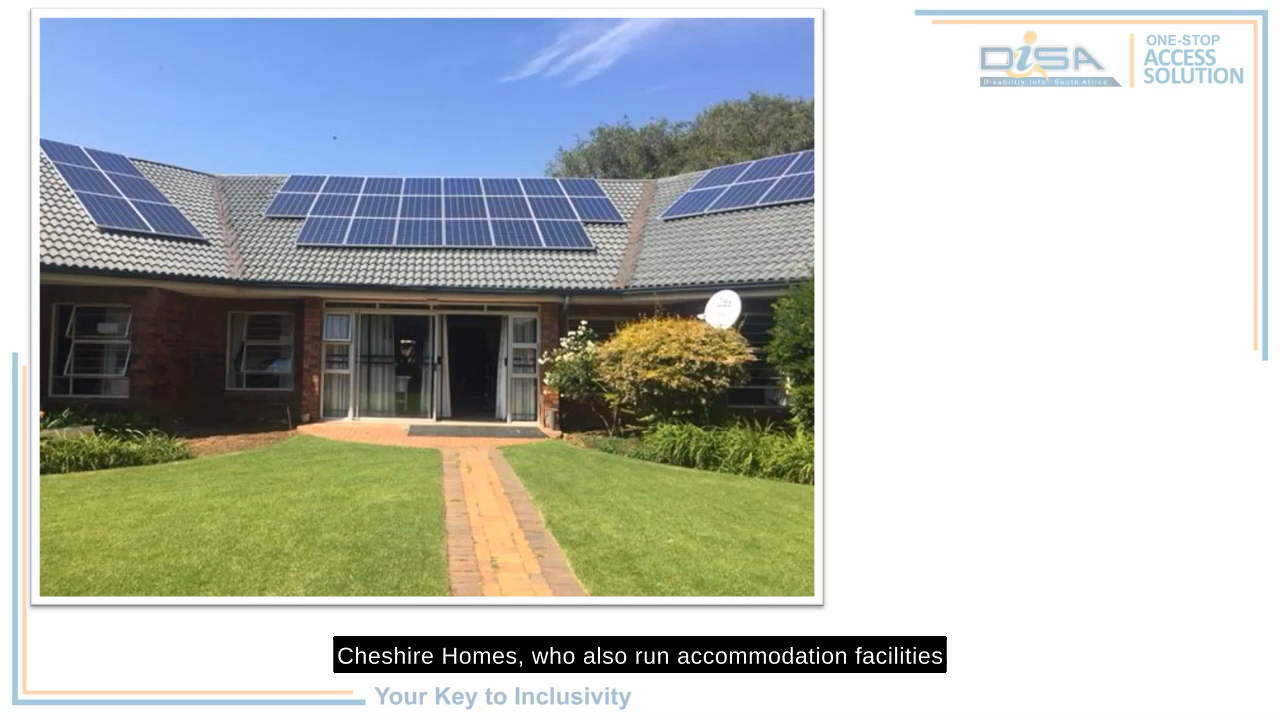 DiSA
Disability Info South Africa
ONE-STOP
ACCESS
SOLUTION
Cheshire Homes, who also run accommodation facilities
Your Key to Inclusivity